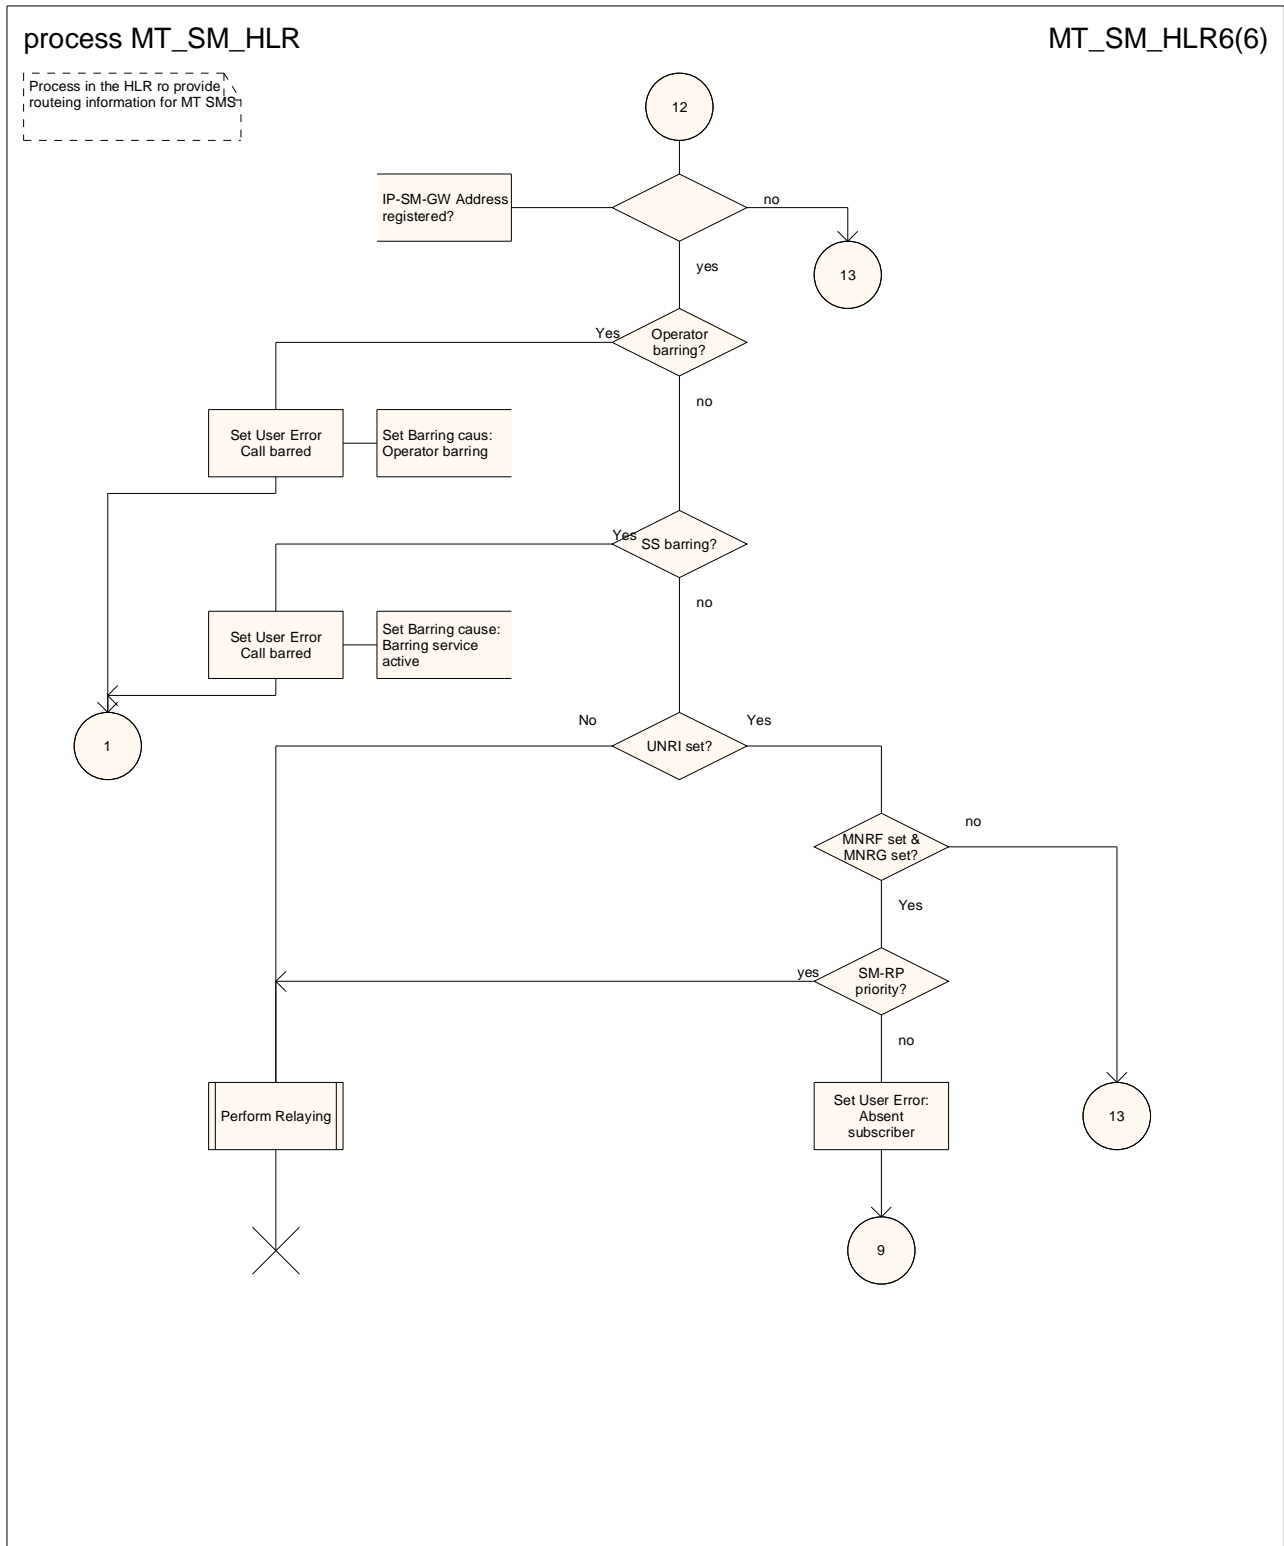 process MT_SM_HLR
MT_SM_HLR6(6)
Process in the HLR ro provide
routeing information for MT SMS
12
IP-SM-GW Address
registered?
no
13
yes
Operator
barring?
Yes
no
Set User Error
Call barred
Set Barring caus:
Operator barring
SS barring?
Yes
no
Set User Error
Call barred
Set Barring cause:
Barring service
active
1
No
UNRI set?
Yes
MNRF set &
MNRG set?
no
Yes
yes
SM-RP
priority?
no
Perform Relaying
Set User Error:
Absent
subscriber
13
9